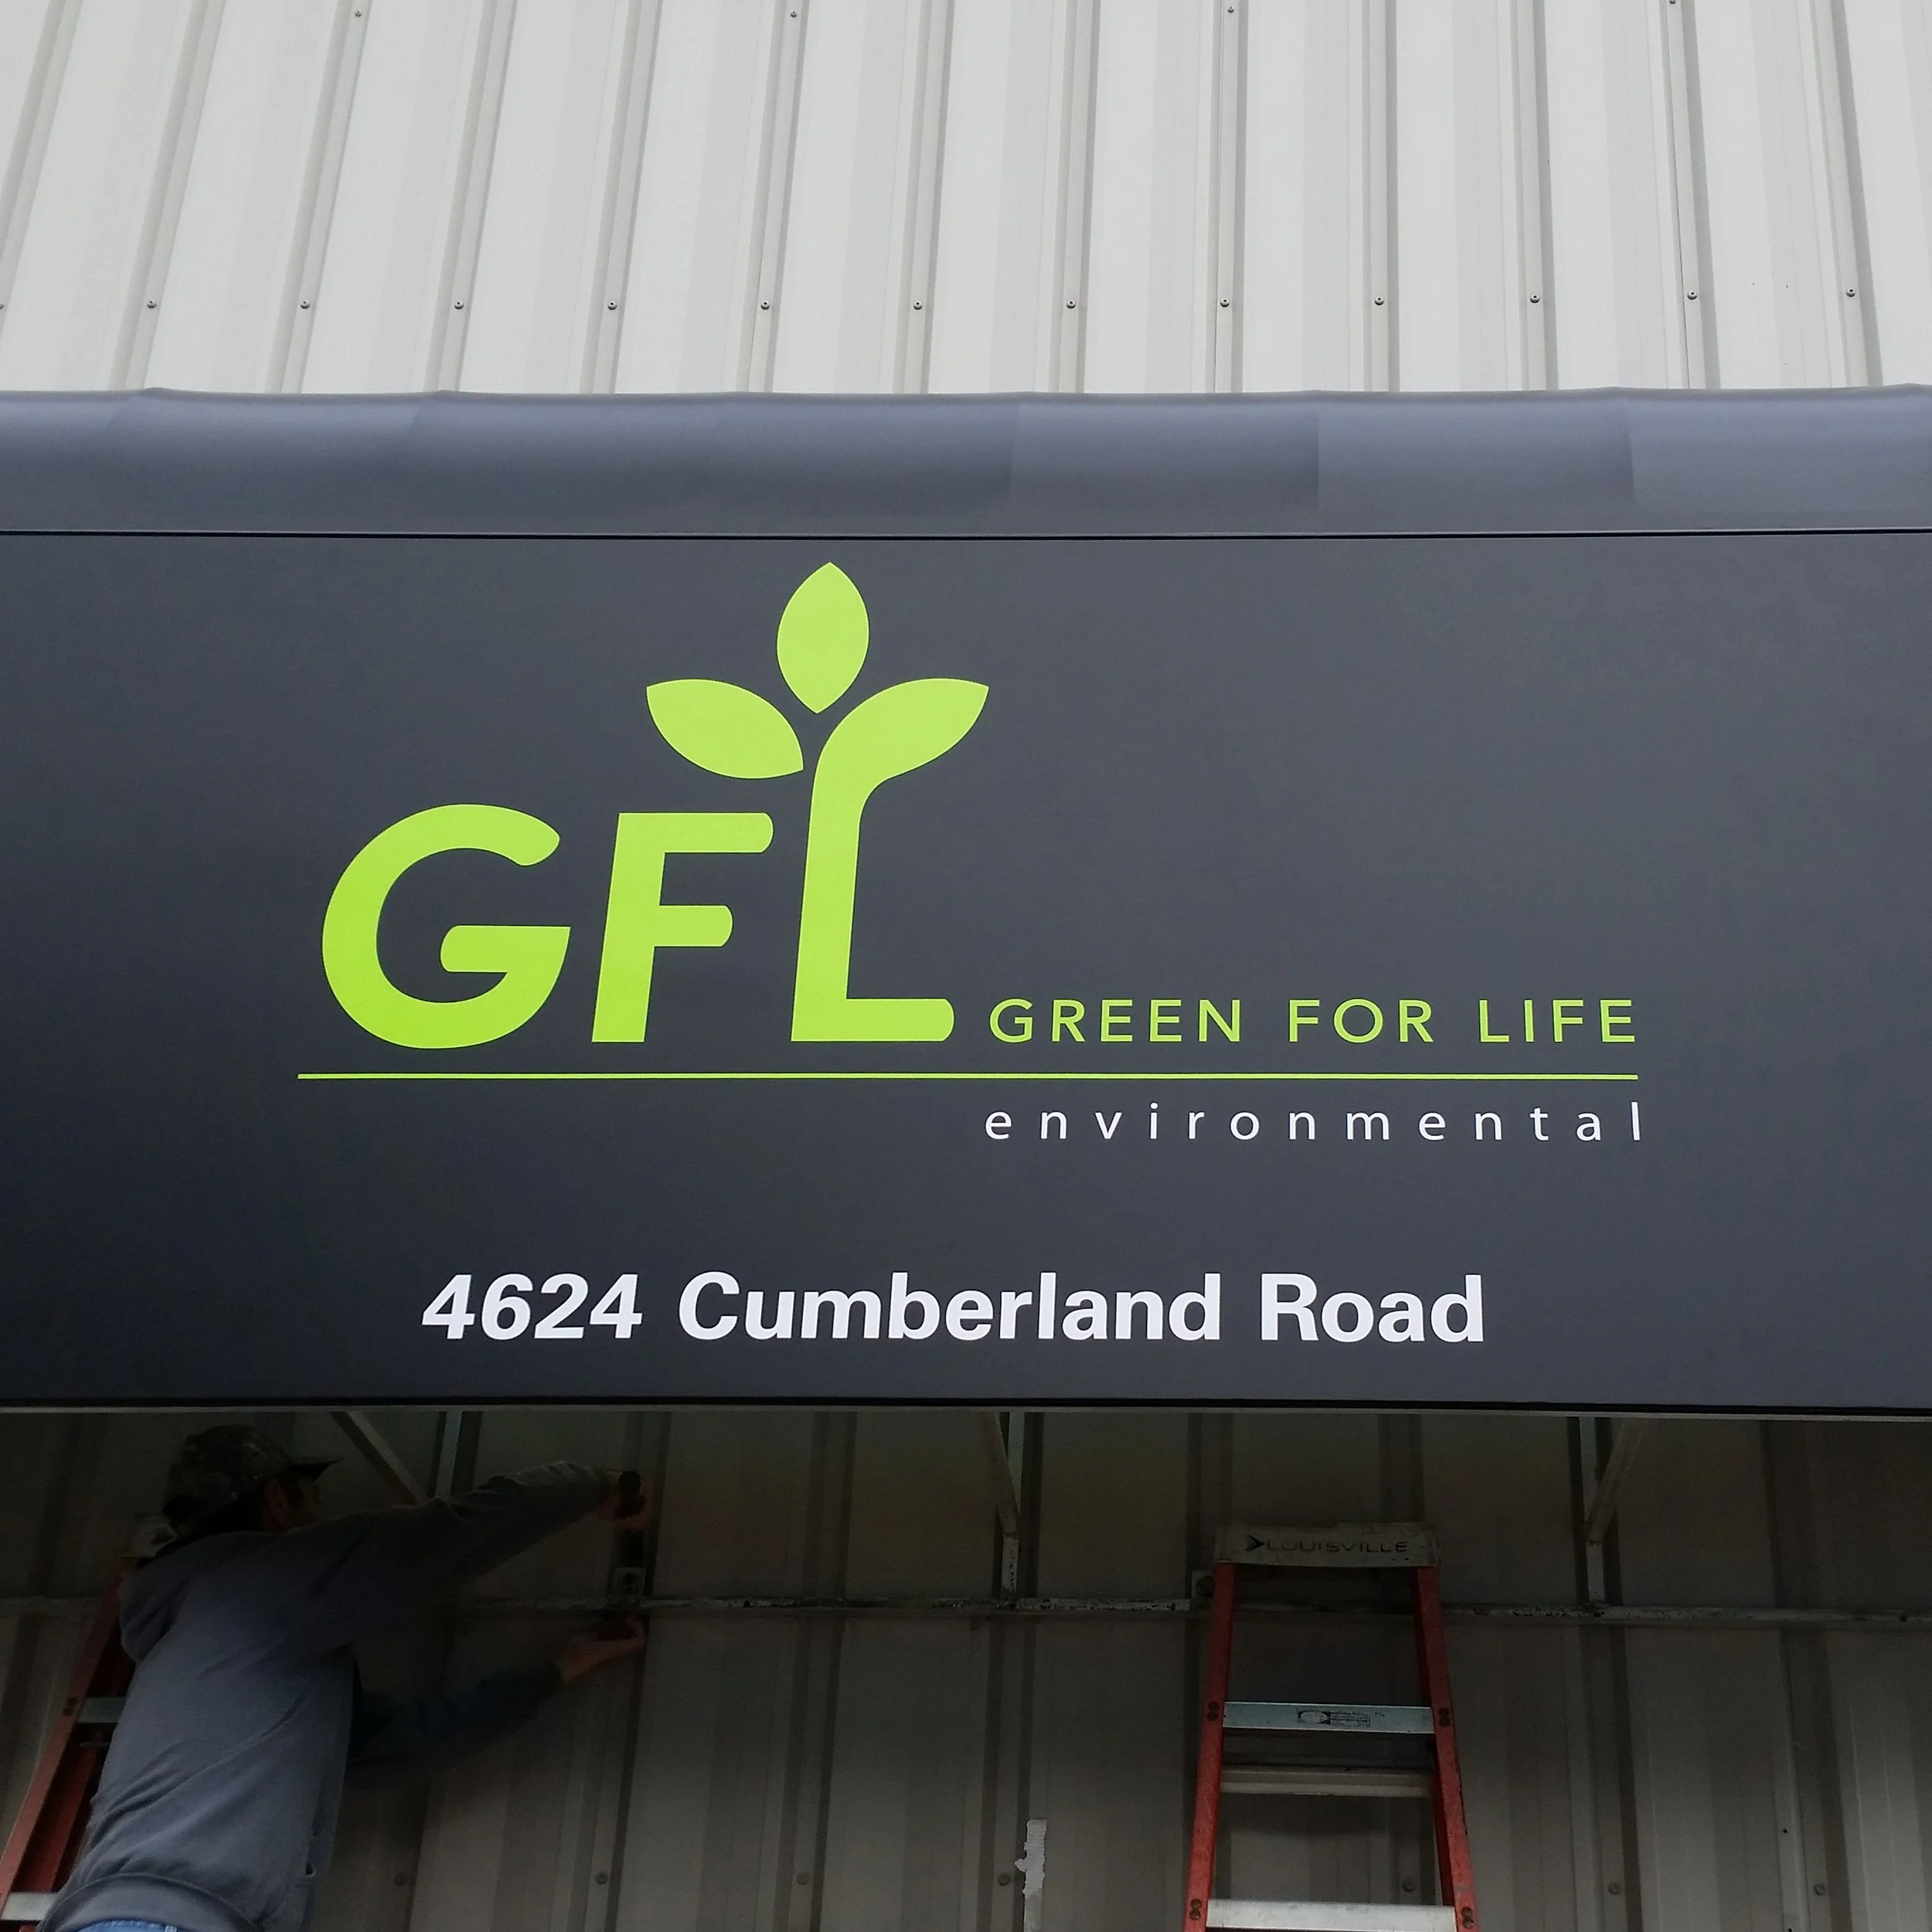 GFL GREEN FOR LIFE
environmental
4624 Cumberland Road
LOUISVILLE